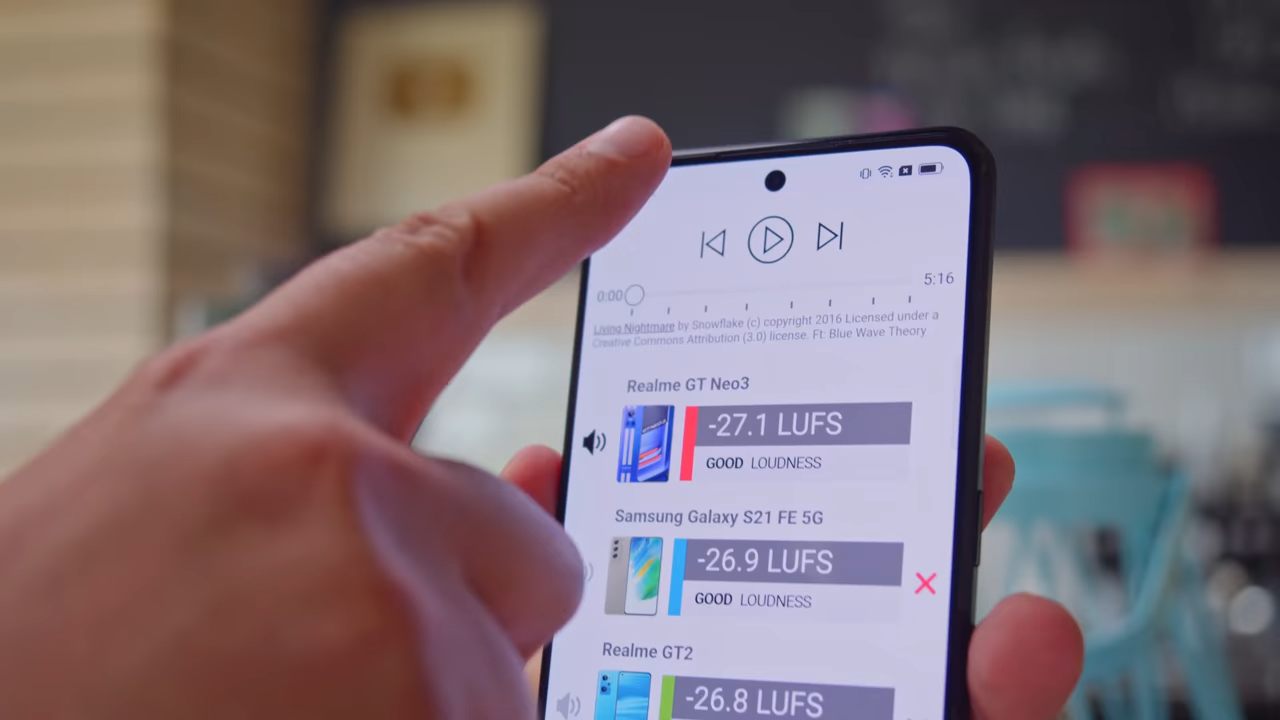 5:16
0:00
Living Nightmare by Snowflake (c) copyright 2016 Licensed under a
Creative Commons Attribution (3.0) license. Ft: Blue Wave Theory
Realme GT Neo3
-27.1 LUFS
GOOD LOUDNESS
Samsung Galaxy S21 FE 5G
-26.9 LUFS
GOOD LOUDNESS
Realme GT2
-26.8 LUFS